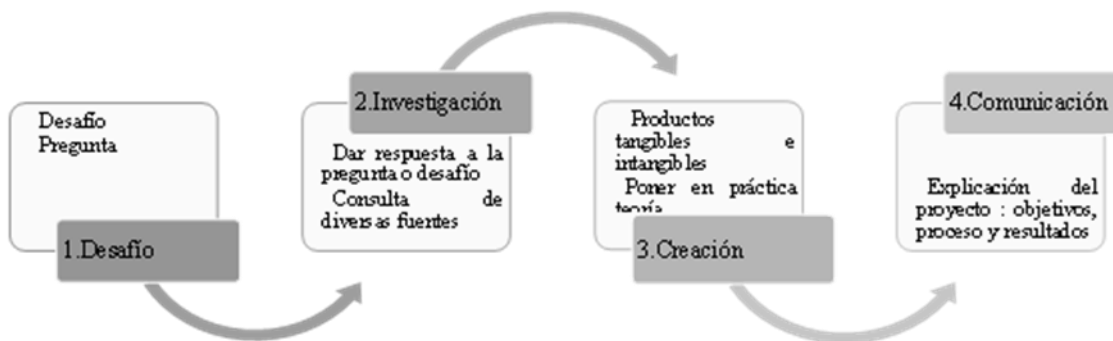 Desafío
Pregunta
1.Desafío
2.Investigación
Dar respuesta a la
pregunta o desafío
Consulta de
diversas fuentes
Productos
tangibles e
intangibles
Poner en práctica
teoría
3.Creación
4.Comunicación
Explicación del
proyecto : objetivos,
proceso y resultados